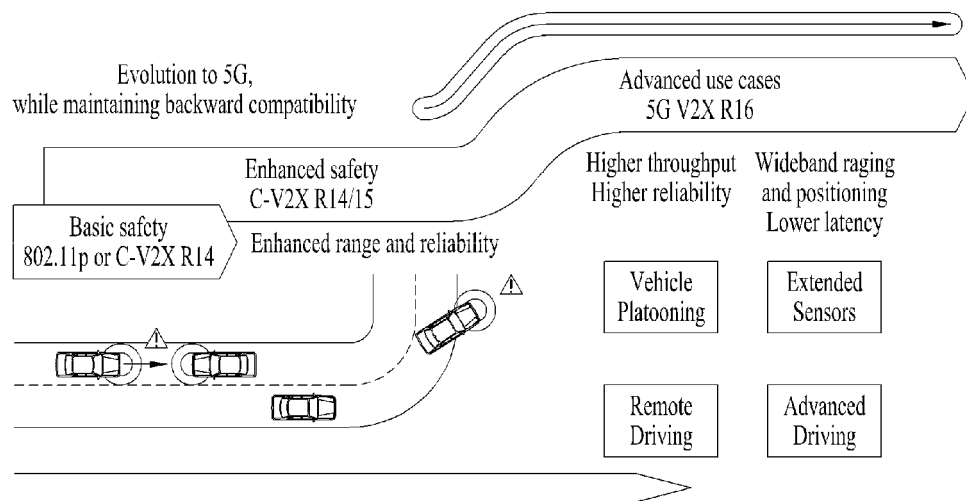 Evolution to 5G,
while maintaining backward compatibility
Advanced use cases
5G V2X R16
Enhanced safety
C-V2X R14/15
Higher throughput
Higher reliability
Wideband raging
and positioning
Lower latency
Basic safety
802.11p or C-V2X R14
Enhanced range and reliability
Vehicle
Platooning
Extended
Sensors
Remote
Driving
Advanced
Driving